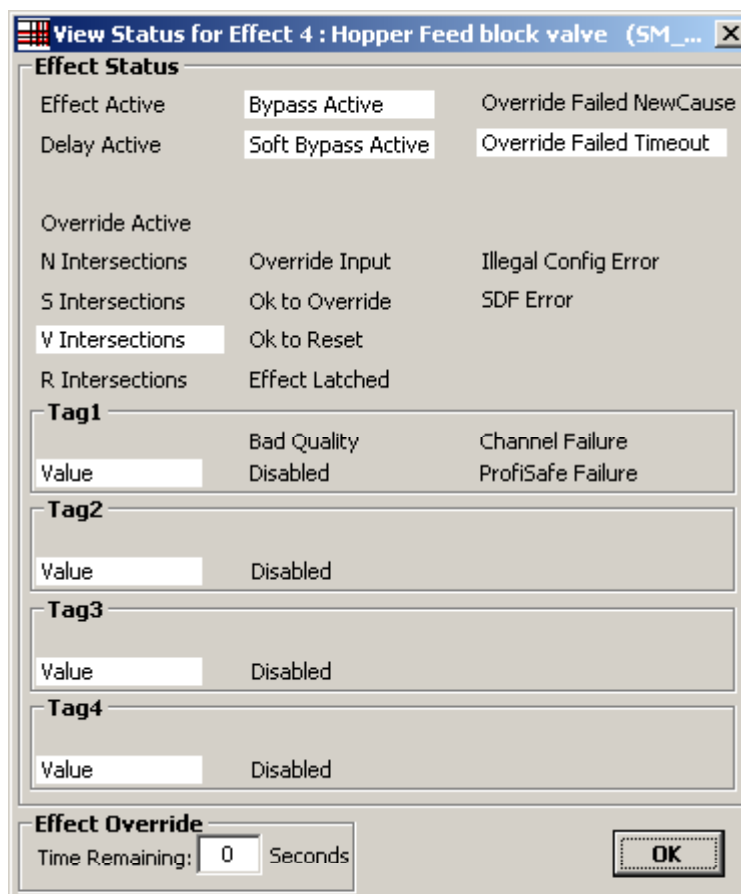 View Status for Effect 4 : Hopper Feed block valve (SM_...
Effect Status
Effect Active Bypass Active Override Failed NewCause
Delay Active Soft Bypass Active Override Failed Timeout
Override Active
N Intersections Override Input Illegal Config Error
S Intersections Ok to Override SDF Error
V Intersections Ok to Reset
R Intersections Effect Latched
Tag1
Bad Quality Channel Failure
Value Disabled ProfiSafe Failure
Tag2
Value Disabled
Tag3
Value Disabled
Tag4
Value Disabled
Effect Override
Time Remaining: 0 Seconds
OK